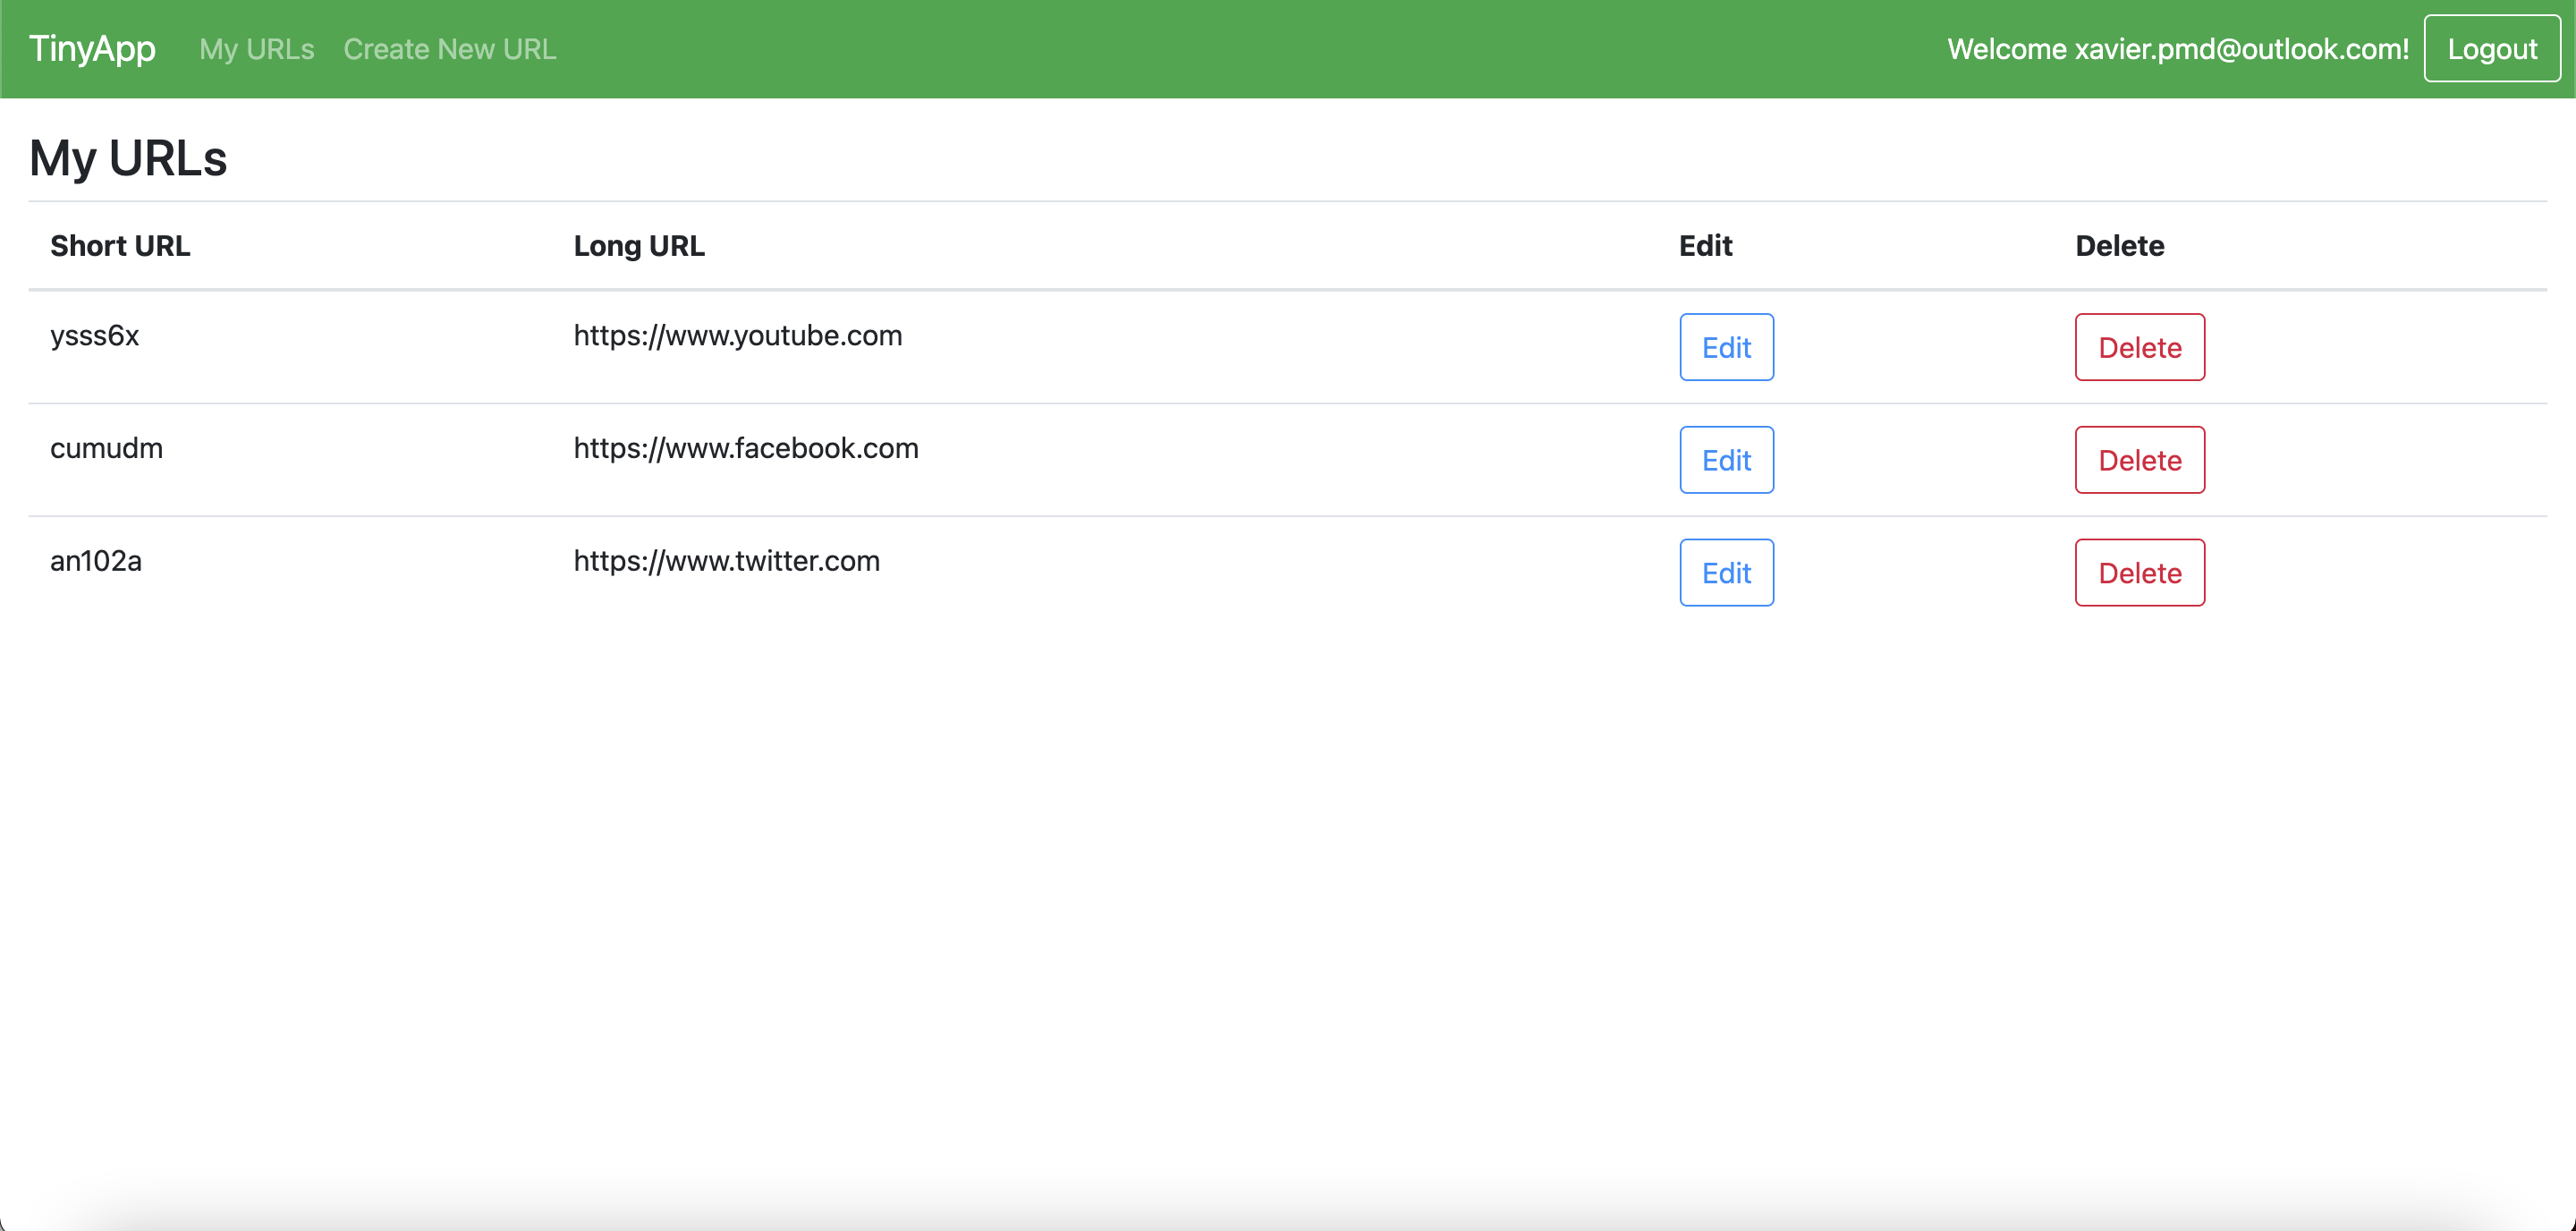 TinyApp My URLs Create New URL Welcome xavier.pmd@outlook.com! Logout
My URLs
Short URL Long URL Edit Delete
ysss6x https://www.youtube.com Edit Delete
cumudm https://www.facebook.com Edit Delete
an102a https://www.twitter.com Edit Delete